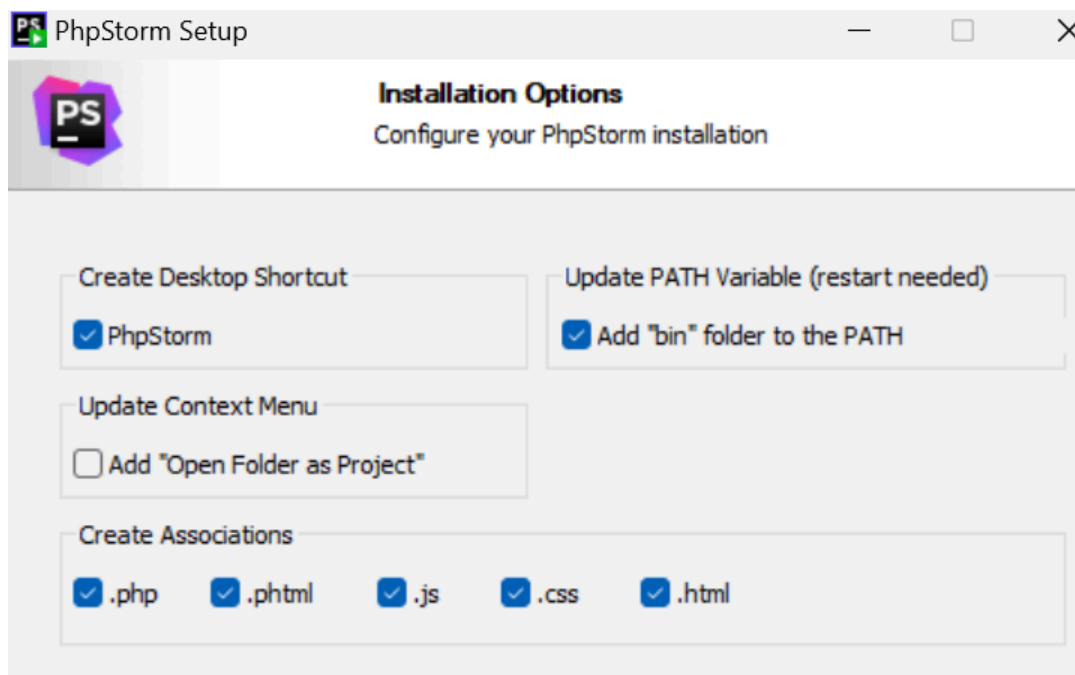 PhpStorm Setup
PS
Installation Options
Configure your PhpStorm installation
Create Desktop Shortcut
PhpStorm
Update PATH Variable (restart needed)
Add "bin" folder to the PATH
Update Context Menu
Add "Open Folder as Project"
Create Associations
.php .phtml .js .css .html